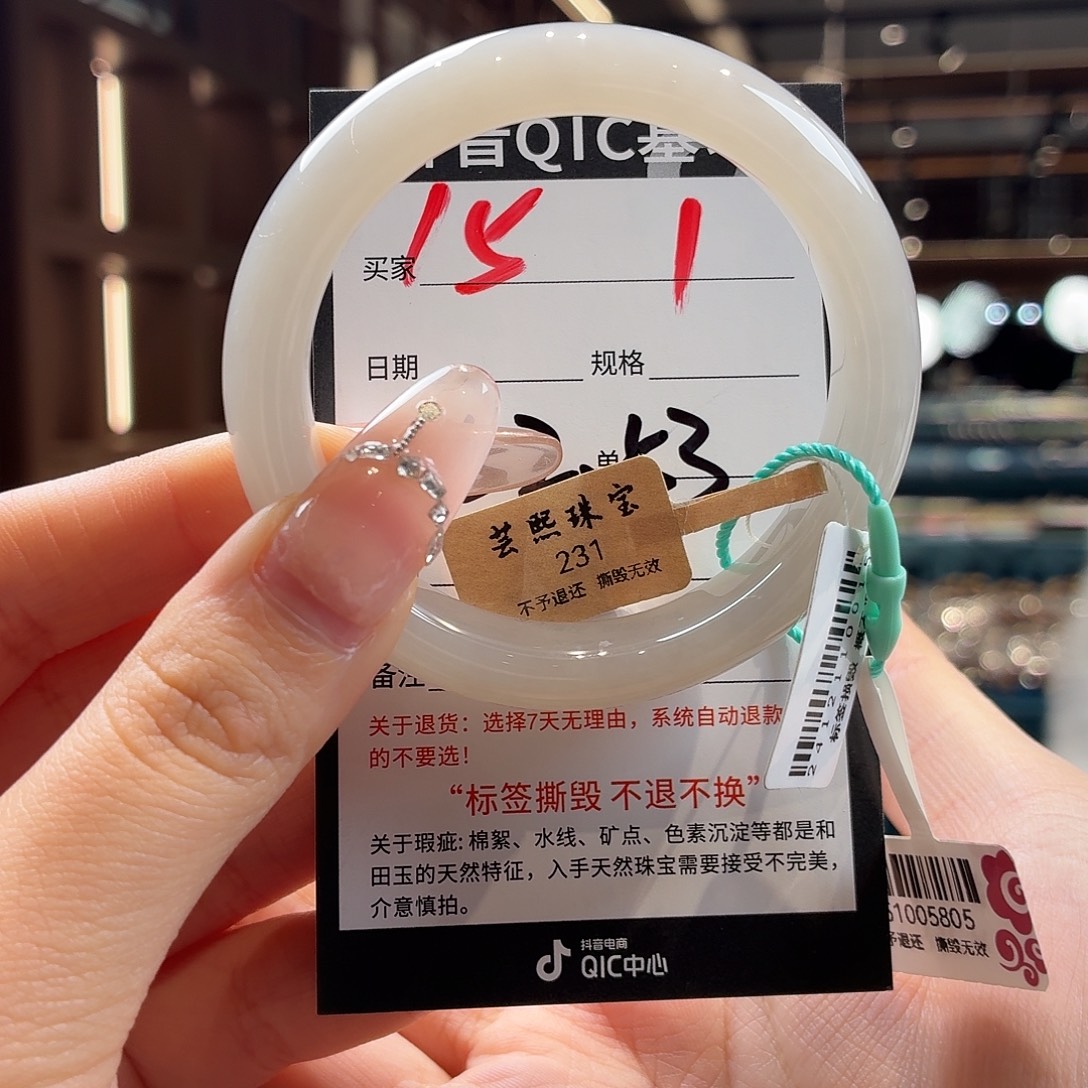 音QIC基
15 1
买家
日期 规格
单 53
芸熙珠宝
231
不予退还 撕毁无效
备注
关于退货：选择7天无理由，系统自动退款
的不要选！
“标签撕毁 不退不换”
关于瑕疵: 棉絮、水线、矿点、色素沉淀等都是和
田玉的天然特征，入手天然珠宝需要接受不完美，
介意慎拍。
抖音电商
QIC中心
51005805
予退还 撕毁无效